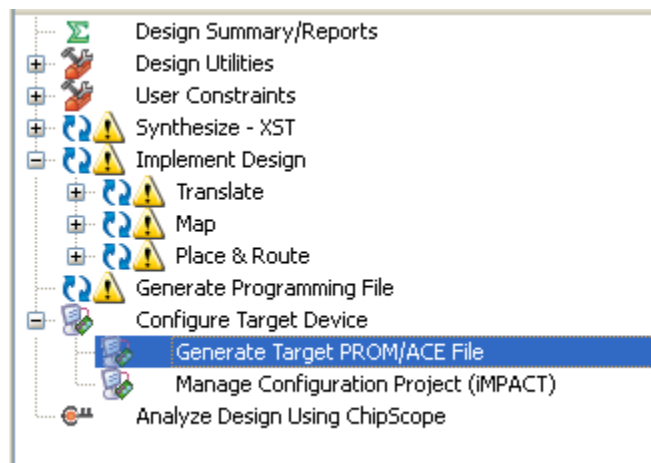 Design Summary/Reports
Design Utilities
User Constraints
Synthesize - XST
Implement Design
Translate
Map
Place & Route
Generate Programming File
Configure Target Device
Generate Target PROM/ACE File
Manage Configuration Project (iMPACT)
Analyze Design Using ChipScope